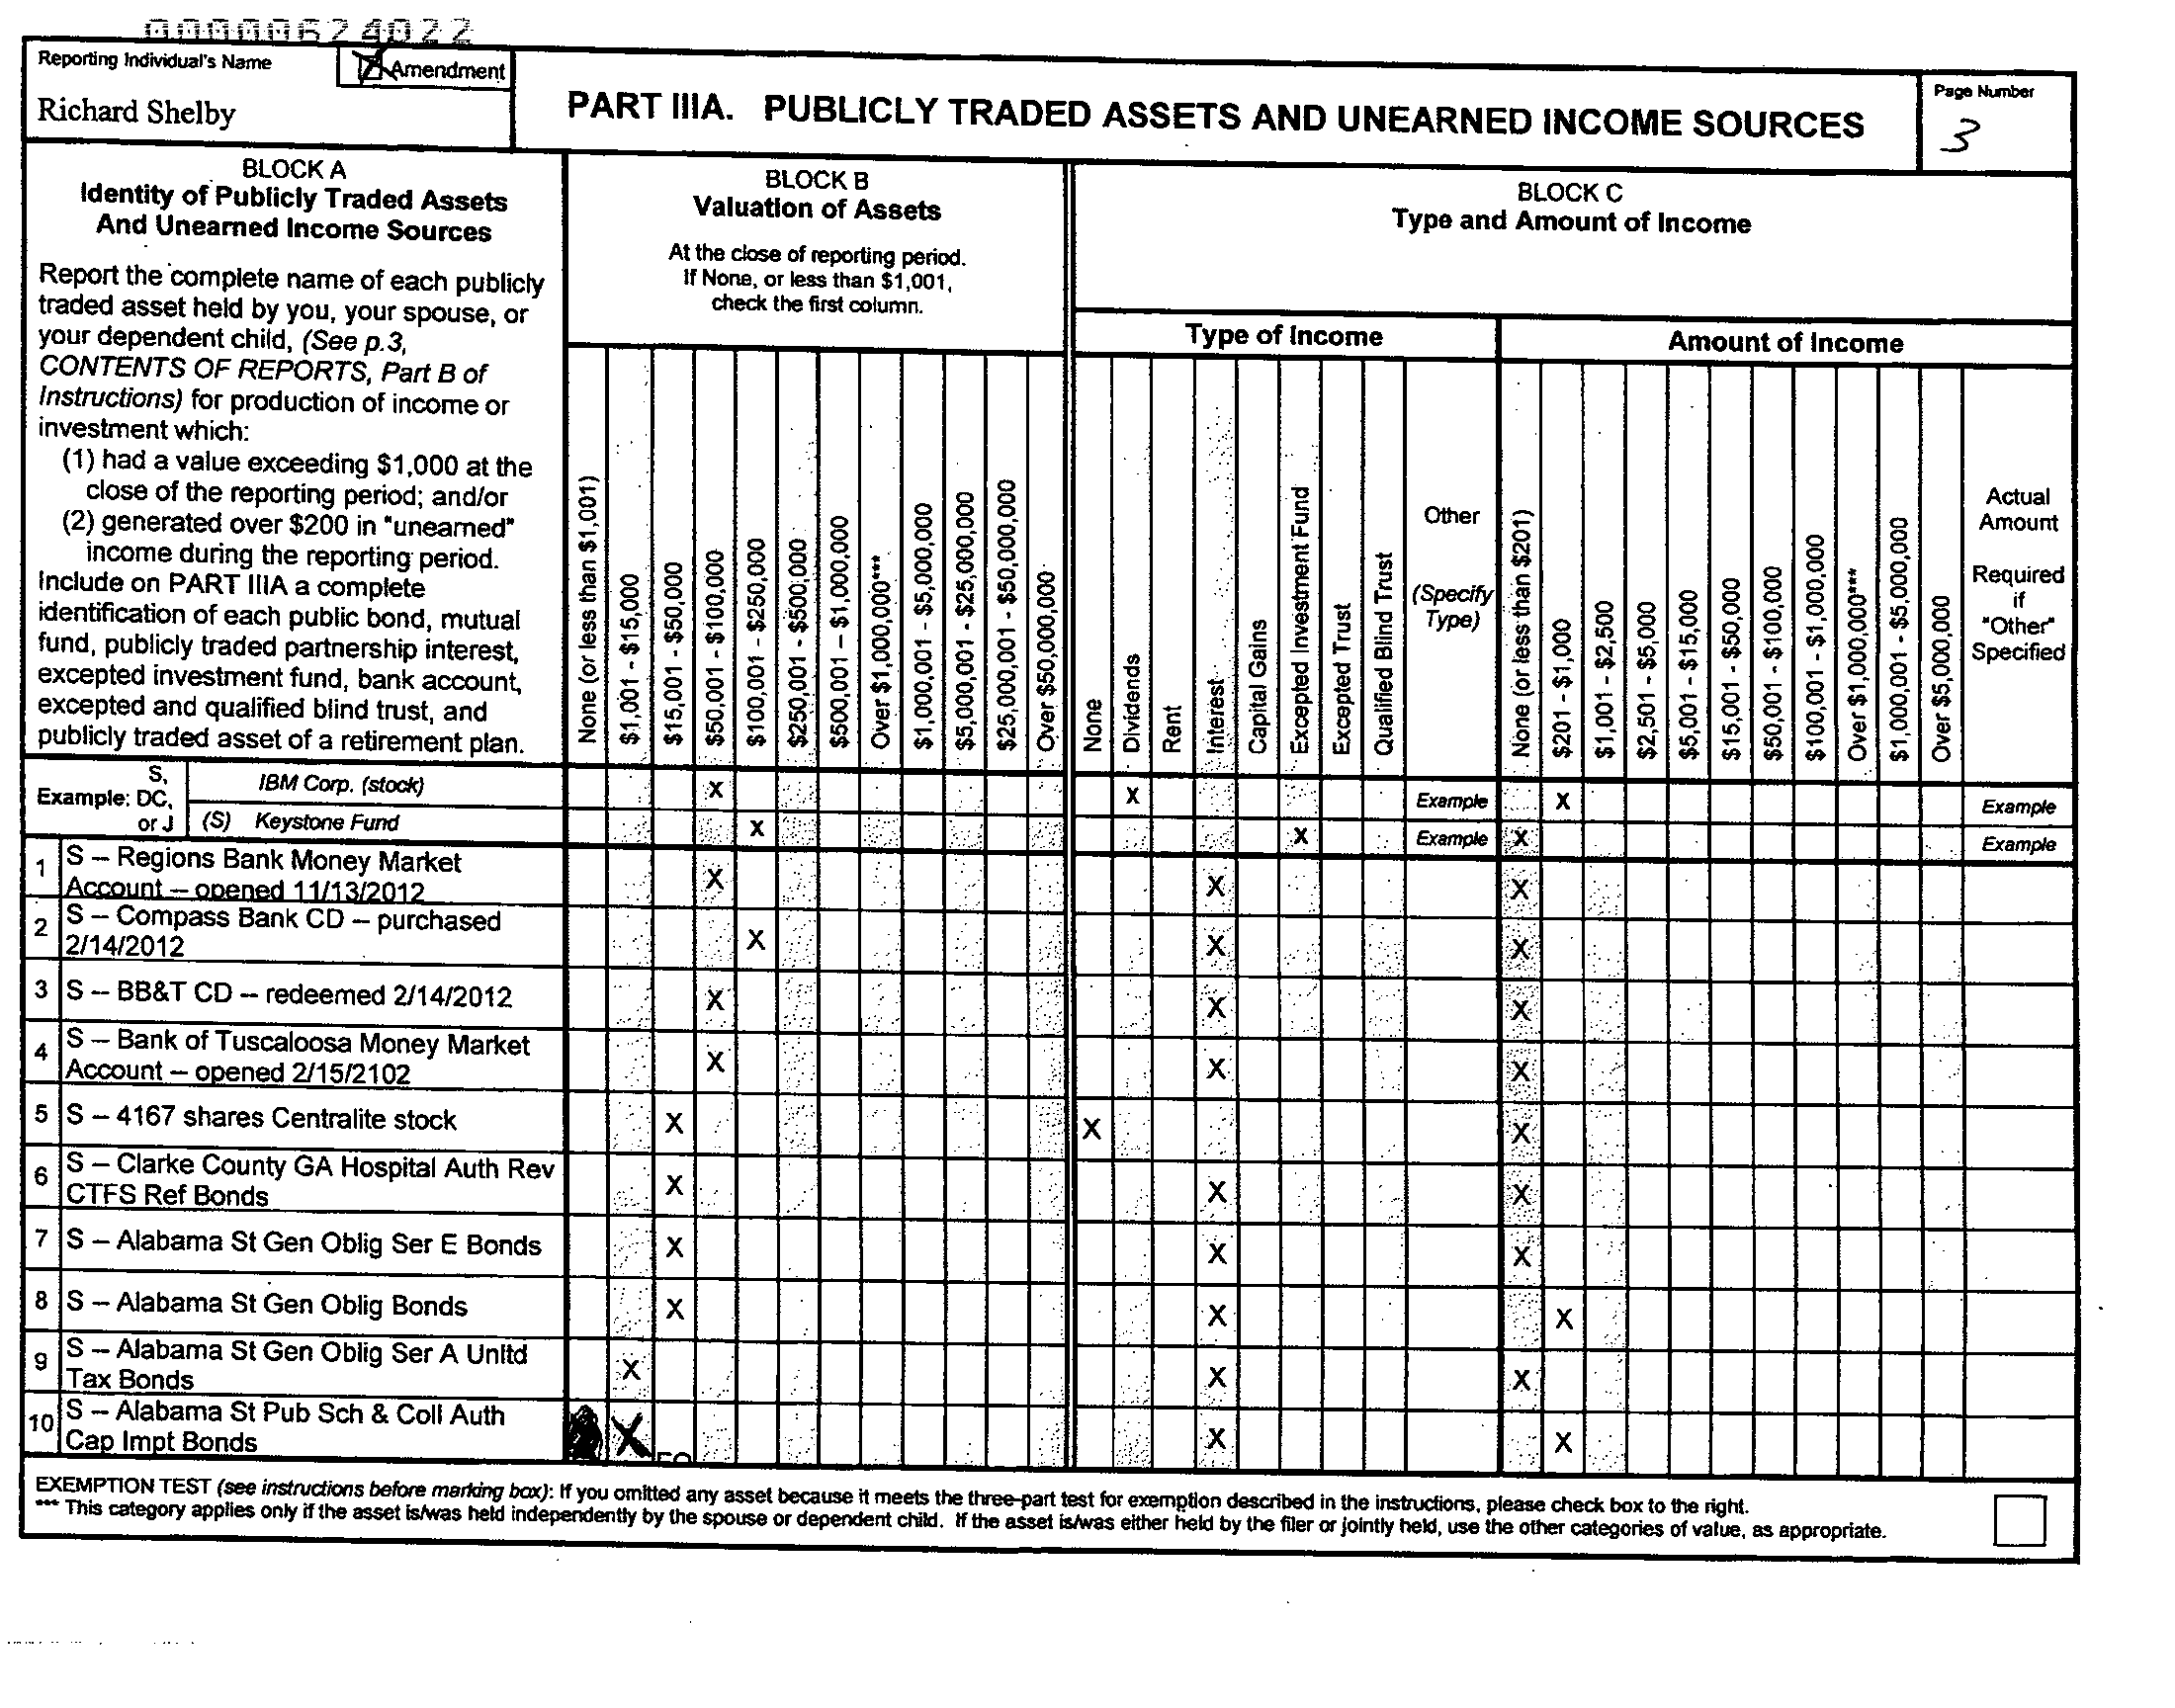 000000624022
Reporting Individual's Name
X Amendment
Richard Shelby
PART IIIA. PUBLICLY TRADED ASSETS AND UNEARNED INCOME SOURCES
Page Number
3
BLOCK A
Identity of Publicly Traded Assets
And Unearned Income Sources
Report the complete name of each publicly
traded asset held by you, your spouse, or
your dependent child, (See p.3,
CONTENTS OF REPORTS, Part B of
Instructions) for production of income or
investment which:
(1) had a value exceeding $1,000 at the
close of the reporting period; and/or
(2) generated over $200 in "unearned"
income during the reporting period.
Include on PART IIIA a complete
identification of each public bond, mutual
fund, publicly traded partnership interest,
excepted investment fund, bank account,
excepted and qualified blind trust, and
publicly traded asset of a retirement plan.
BLOCK B
Valuation of Assets
At the close of reporting period.
If None, or less than $1,001,
check the first column.
None (or less than $1,001)
$1,001 - $15,000
$15,001 - $50,000
$50,001 - $100,000
$100,001 - $250,000
$250,001 - $500,000
$500,001 – $1,000,000
Over $1,000,000***
$1,000,001 - $5,000,000
$5,000,001 - $25,000,000
$25,000,001 - $50,000,000
Over $50,000,000
BLOCK C
Type and Amount of Income
Type of Income
None
Dividends
Rent
Interest
Capital Gains
Excepted Investment Fund
Excepted Trust
Qualified Blind Trust
Other
(Specify
Type)
Amount of Income
None (or less than $201)
$201 - $1,000
$1,001 - $2,500
$2,501 - $5,000
$5,001 - $15,000
$15,001 - $50,000
$50,001 - $100,000
$100,001 - $1,000,000
Over $1,000,000***
$1,000,001 - $5,000,000
Over $5,000,000
Actual
Amount
Required
if
"Other"
Specified
Example:
S,
DC,
or J
IBM Corp. (stock) X X Example X Example
(S) Keystone Fund X X Example X Example
1 S – Regions Bank Money Market
Account – opened 11/13/2012 X X X
2 S – Compass Bank CD – purchased
2/14/2012 X X X
3 S – BB&T CD – redeemed 2/14/2012 X X X
4 S – Bank of Tuscaloosa Money Market
Account – opened 2/15/2102 X X X
5 S – 4167 shares Centralite stock X X X
6 S – Clarke County GA Hospital Auth Rev
CTFS Ref Bonds X X X
7 S – Alabama St Gen Oblig Ser E Bonds X X X
8 S – Alabama St Gen Oblig Bonds X X X
9 S – Alabama St Gen Oblig Ser A Unltd
Tax Bonds X X X
10 S – Alabama St Pub Sch & Coll Auth
Cap Impt Bonds X X X
EXEMPTION TEST (see instructions before marking box): If you omitted any asset because it meets the three-part test for exemption described in the instructions, please check box to the right.
*** This category applies only if the asset is/was held independently by the spouse or dependent child. If the asset is/was either held by the filer or jointly held, use the other categories of value, as appropriate.